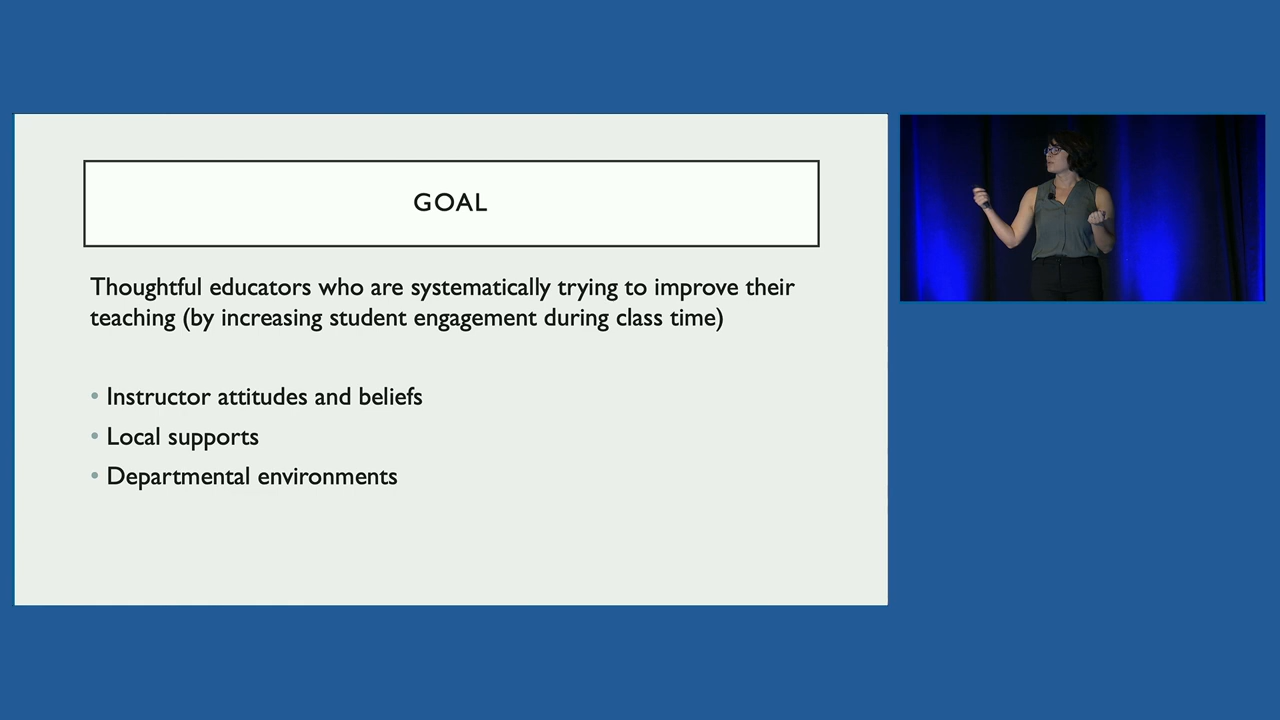 GOAL
Thoughtful educators who are systematically trying to improve their
teaching (by increasing student engagement during class time)
• Instructor attitudes and beliefs
• Local supports
• Departmental environments